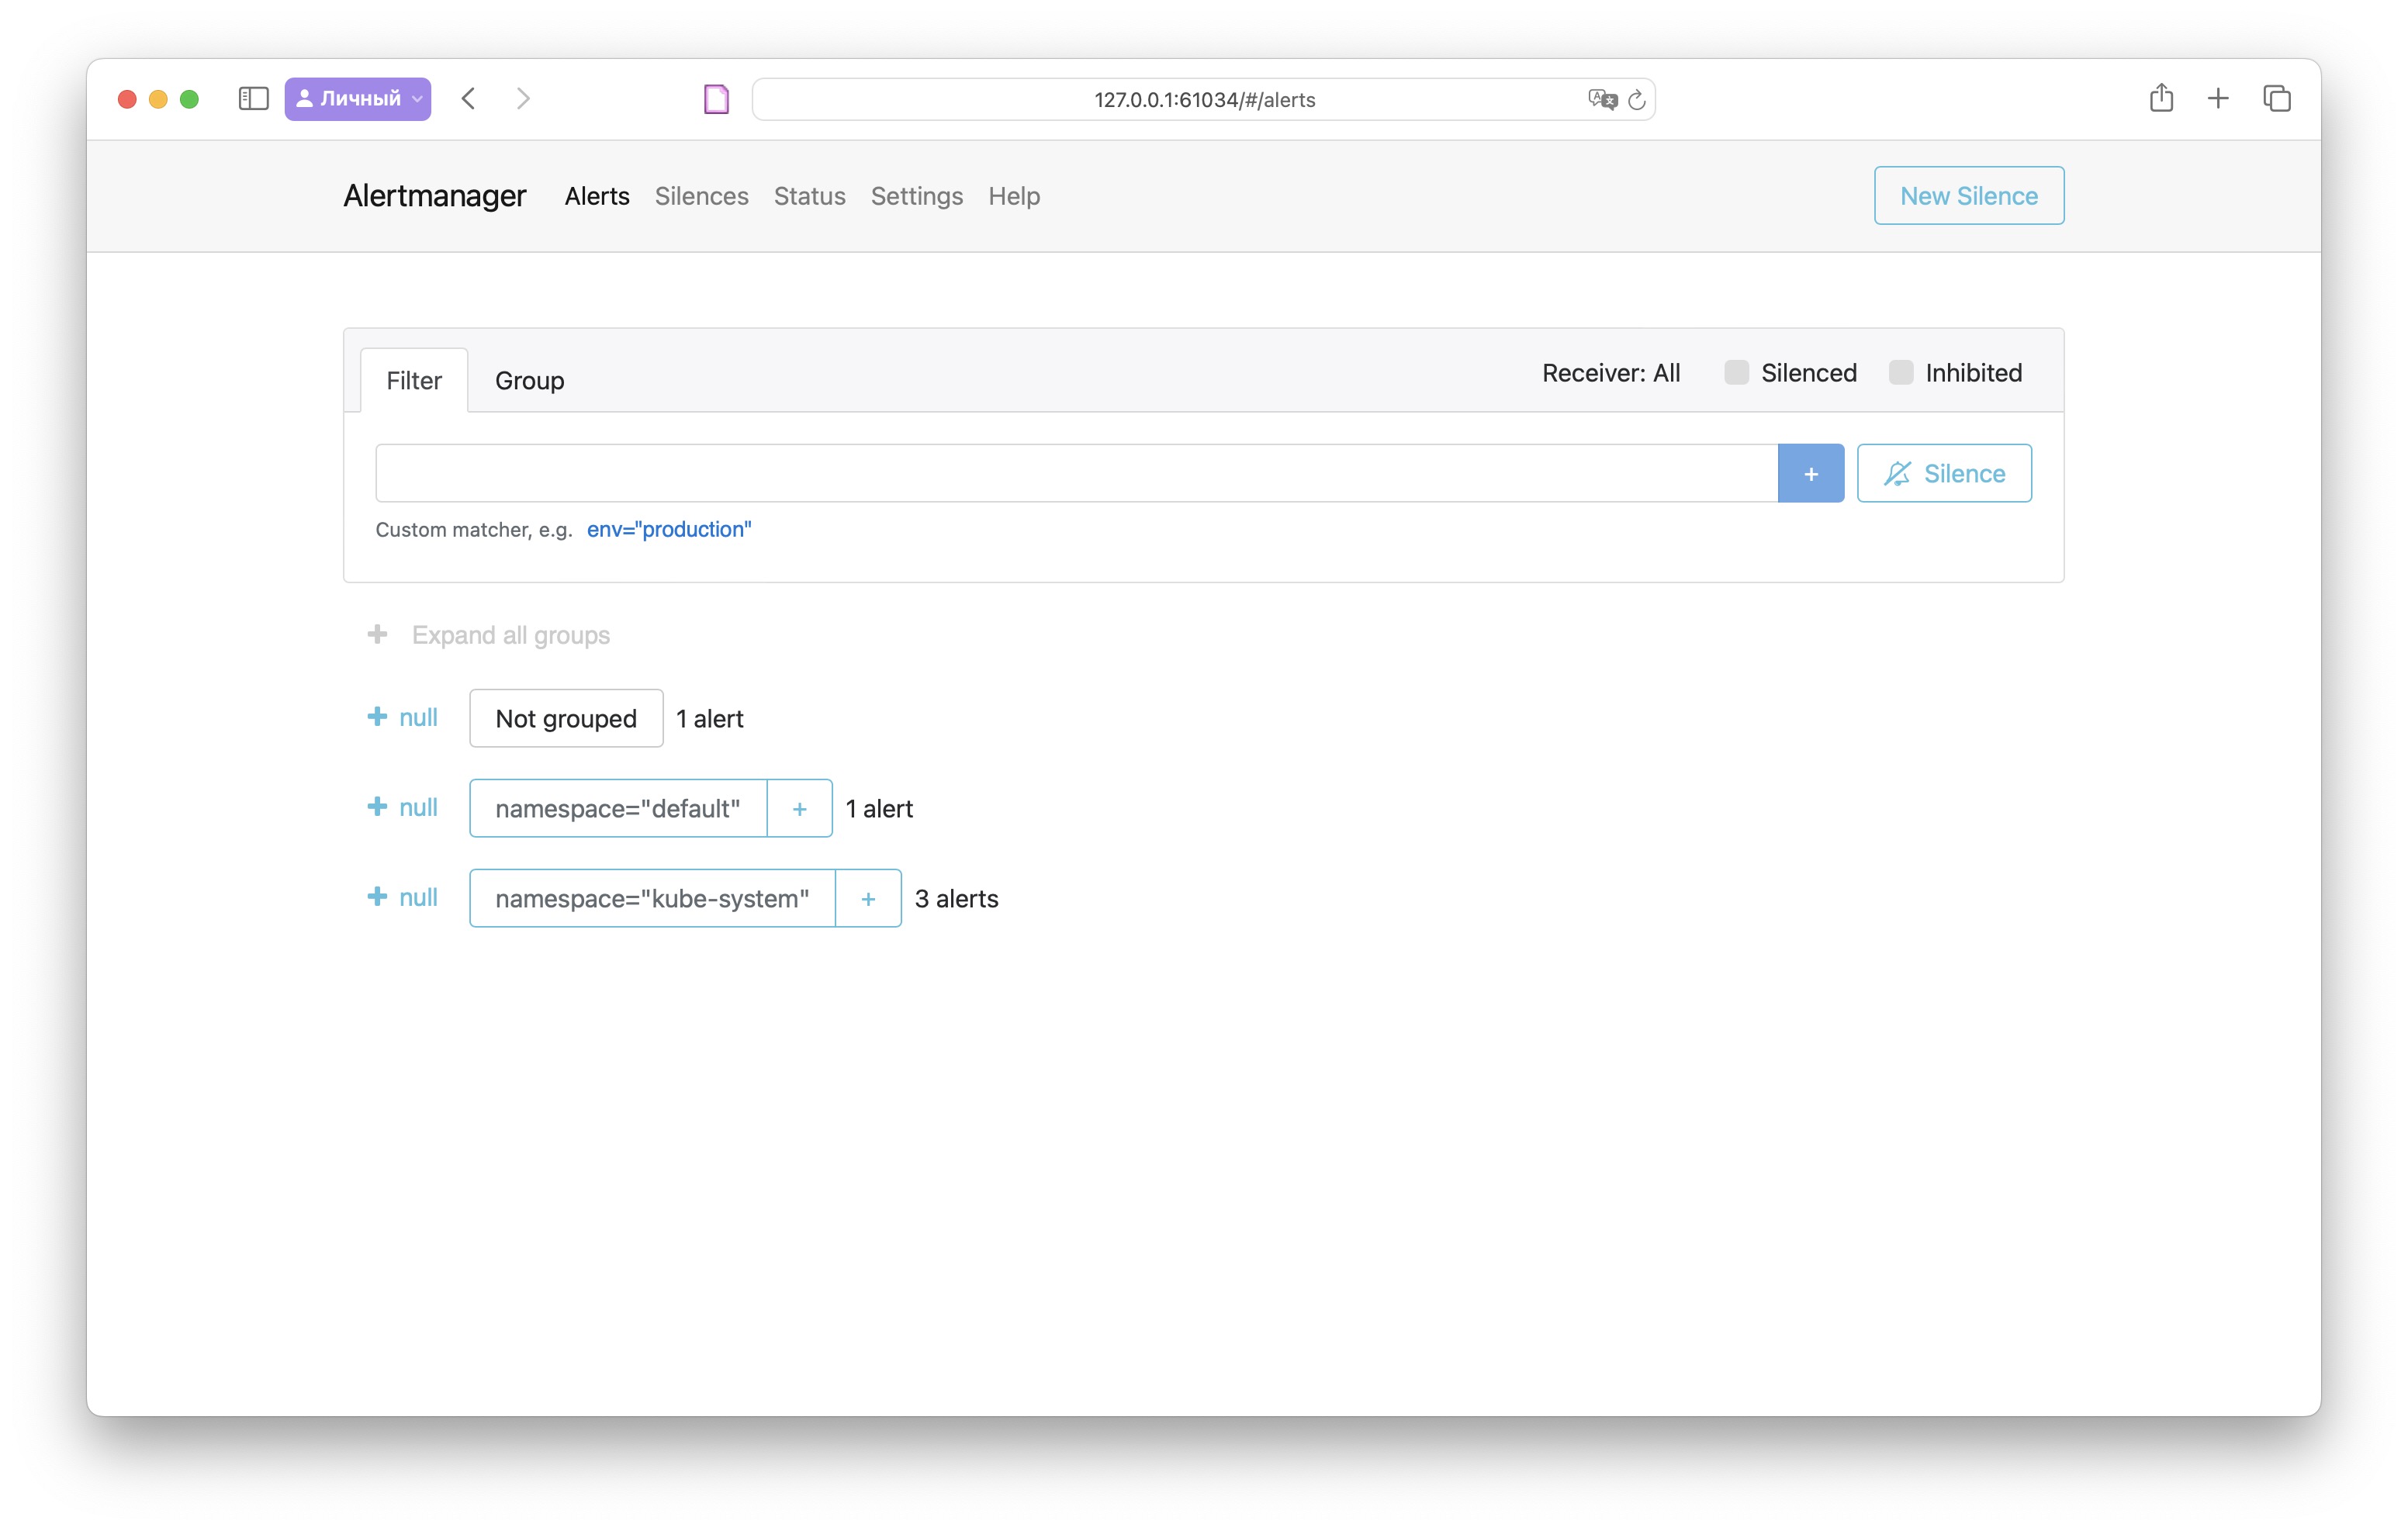 Личный
127.0.0.1:61034/#/alerts
Alertmanager Alerts Silences Status Settings Help New Silence
Filter Group Receiver: All Silenced Inhibited
+ Silence
Custom matcher, e.g. env="production"
+ Expand all groups
+ null Not grouped 1 alert
+ null namespace="default" + 1 alert
+ null namespace="kube-system" + 3 alerts